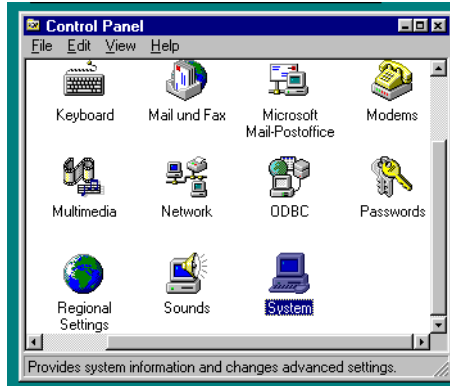 Control Panel
File Edit View Help
Keyboard Mail und Fax Microsoft Mail-Postoffice Modems
Multimedia Network ODBC Passwords
Regional Settings Sounds System
Provides system information and changes advanced settings.